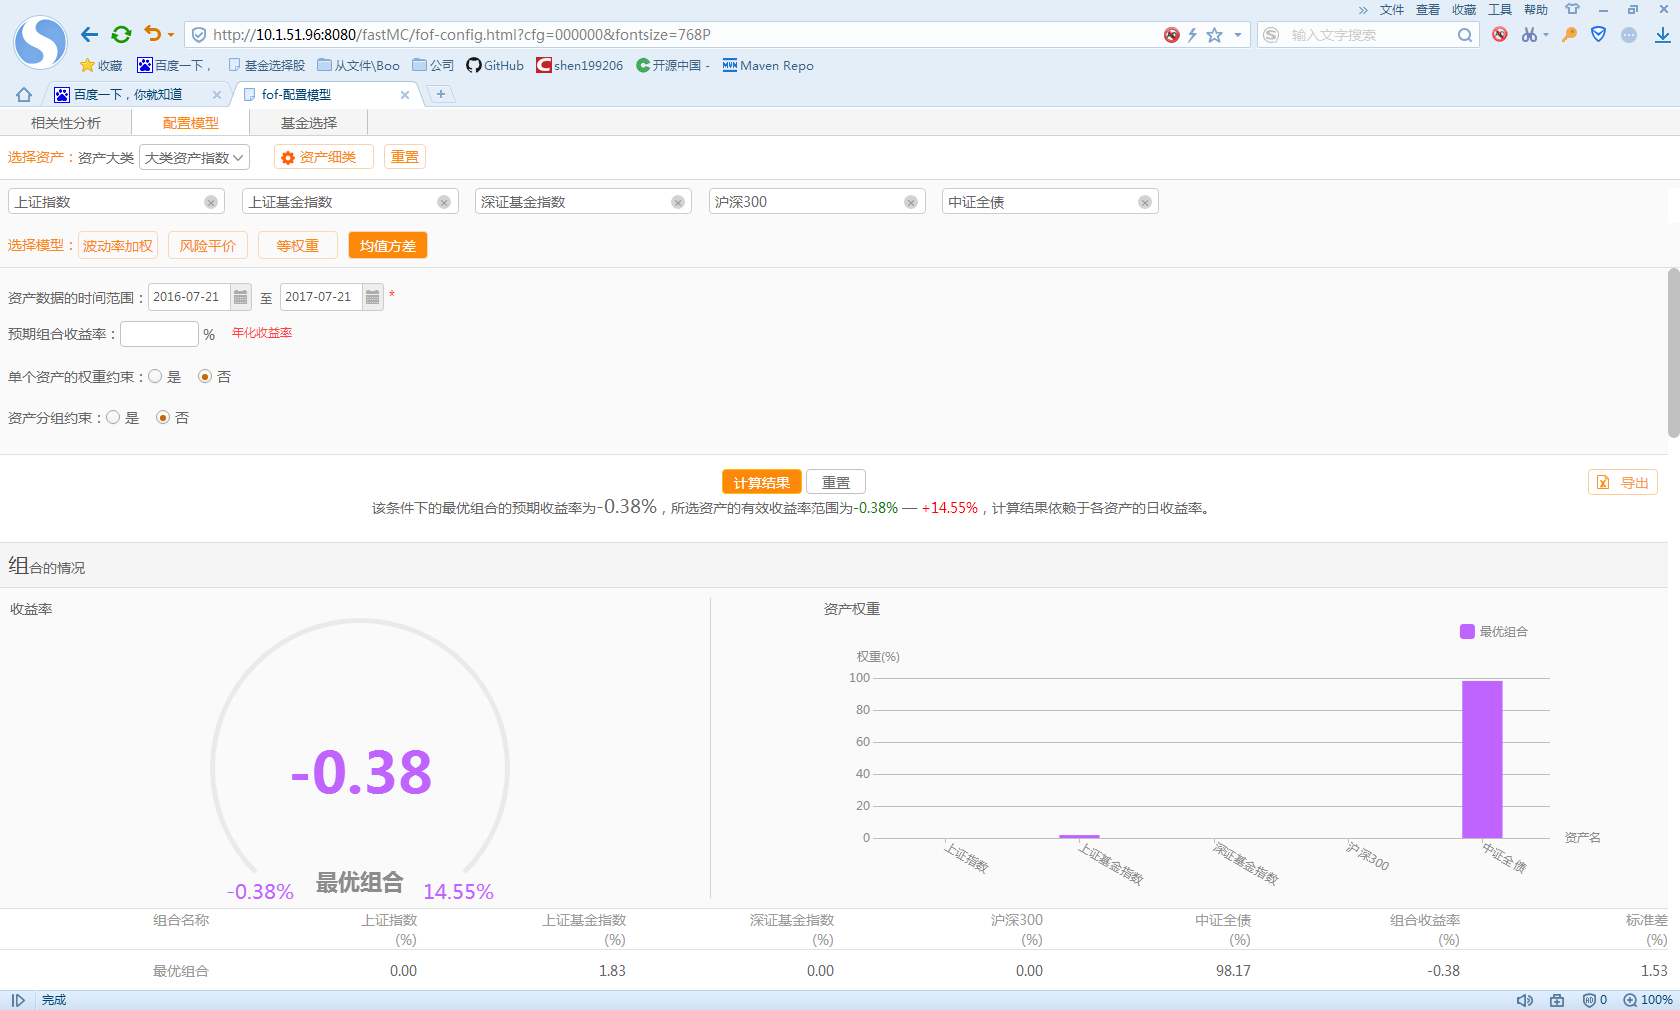 文件 查看 收藏 工具 帮助
http://10.1.51.96:8080/fastMC/fof-config.html?cfg=000000&fontsize=768P
输入文字搜索
收藏 百度一下， 基金选择股 从文件\Boo 公司 GitHub shen199206 开源中国 - Maven Repo
百度一下，你就知道 fof-配置模型
相关性分析 配置模型 基金选择
选择资产：资产大类 大类资产指数 资产细类 重置
上证指数 上证基金指数 深证基金指数 沪深300 中证全债
选择模型：波动率加权 风险平价 等权重 均值方差
资产数据的时间范围：2016-07-21 至 2017-07-21 *
预期组合收益率： % 年化收益率
单个资产的权重约束： 是 否
资产分组约束： 是 否
计算结果 重置 导出
该条件下的最优组合的预期收益率为-0.38%，所选资产的有效收益率范围为-0.38% — +14.55%，计算结果依赖于各资产的日收益率。
组合的情况
收益率
-0.38
最优组合
-0.38% 14.55%
资产权重
最优组合
权重(%)
100
80
60
40
20
0
资产名
上证指数 上证基金指数 深证基金指数 沪深300 中证全债
组合名称 上证指数 上证基金指数 深证基金指数 沪深300 中证全债 组合收益率 标准差
(%) (%) (%) (%) (%) (%) (%)
最优组合 0.00 1.83 0.00 0.00 98.17 -0.38 1.53
完成 0 100%